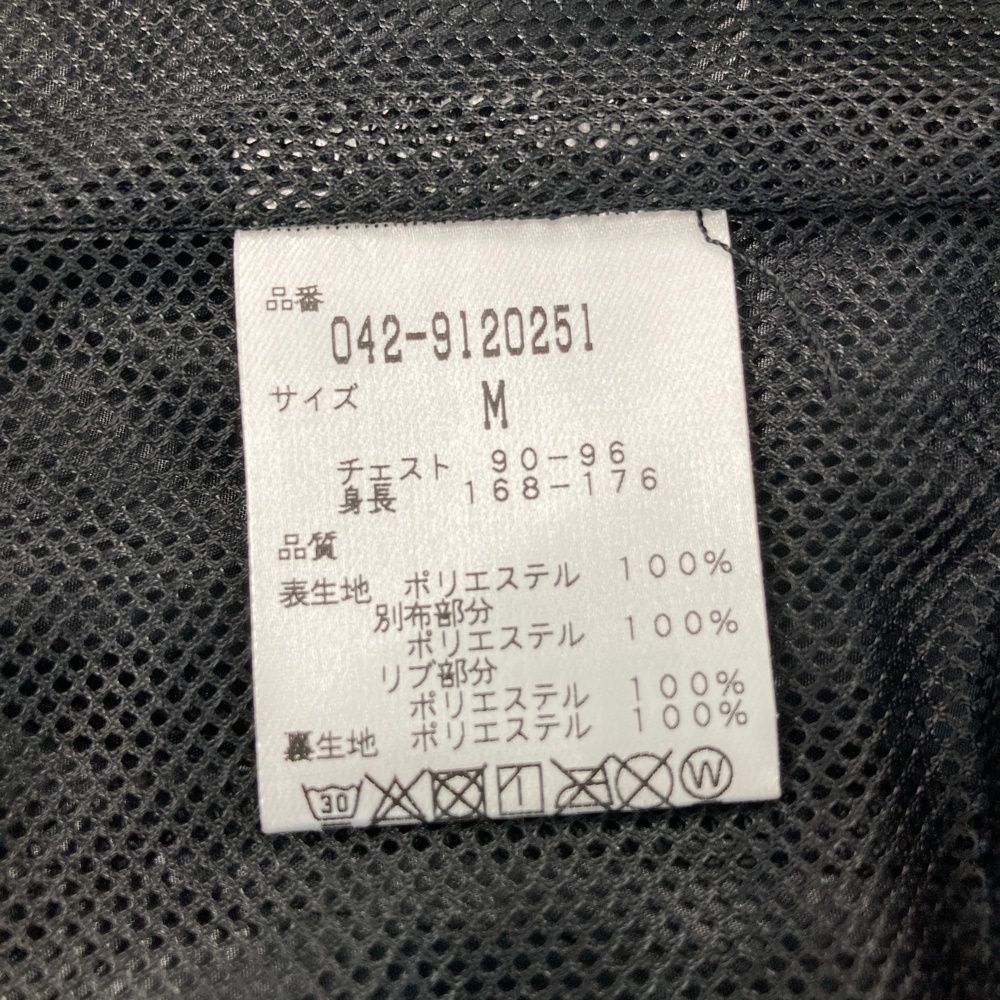 品番
042-9120251
サイズ M
チェスト 90-96
身長 168-176
品質
表生地 ポリエステル 100%
別布部分
ポリエステル 100%
リブ部分
ポリエステル 100%
裏生地 ポリエステル 100%
30 W